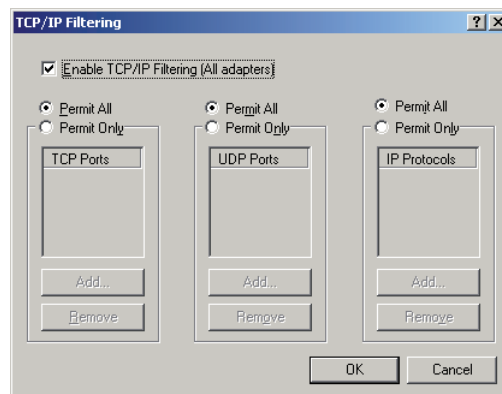 TCP/IP Filtering
Enable TCP/IP Filtering (All adapters)
Permit All
Permit Only
TCP Ports
Add...
Remove
Permit All
Permit Only
UDP Ports
Add...
Remove
Permit All
Permit Only
IP Protocols
Add...
Remove
OK
Cancel